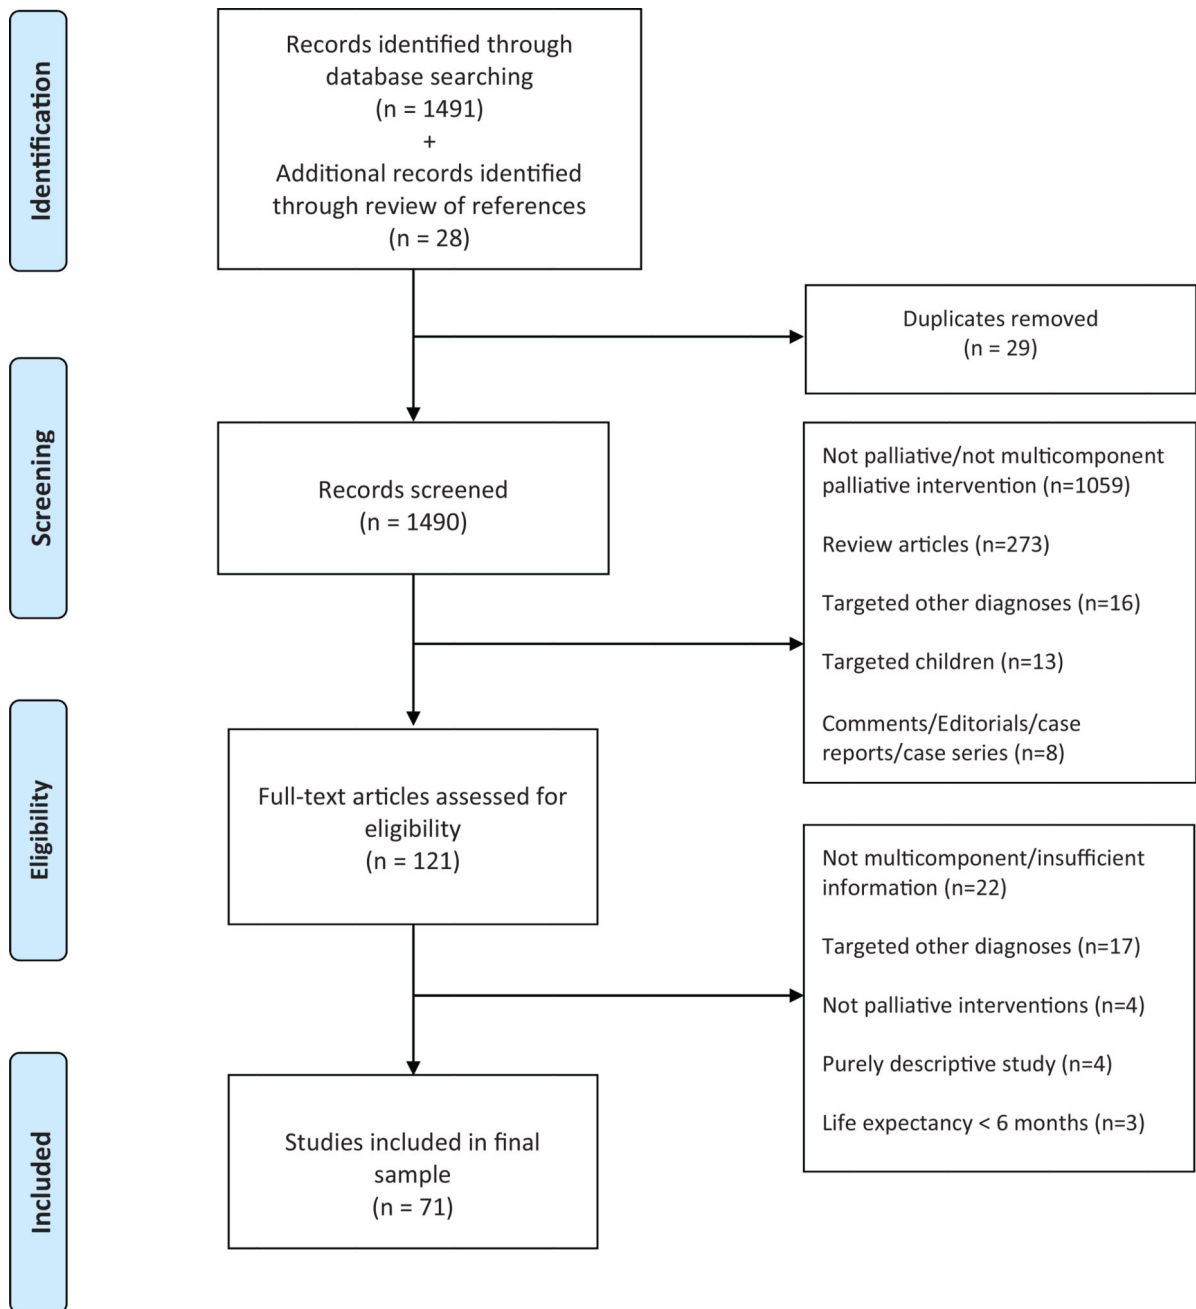 Identification
Records identified through
database searching
(n = 1491)
+
Additional records identified
through review of references
(n = 28)
Duplicates removed
(n = 29)
Screening
Records screened
(n = 1490)
Not palliative/not multicomponent
palliative intervention (n=1059)
Review articles (n=273)
Targeted other diagnoses (n=16)
Targeted children (n=13)
Comments/Editorials/case
reports/case series (n=8)
Eligibility
Full-text articles assessed for
eligibility
(n = 121)
Not multicomponent/insufficient
information (n=22)
Targeted other diagnoses (n=17)
Not palliative interventions (n=4)
Purely descriptive study (n=4)
Life expectancy < 6 months (n=3)
Included
Studies included in final
sample
(n = 71)